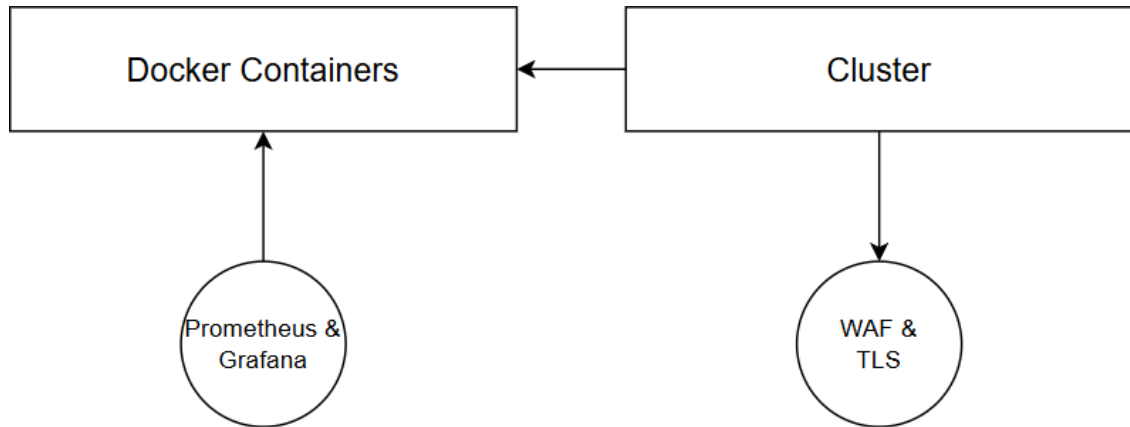 Docker Containers
Cluster
Prometheus &
Grafana
WAF &
TLS